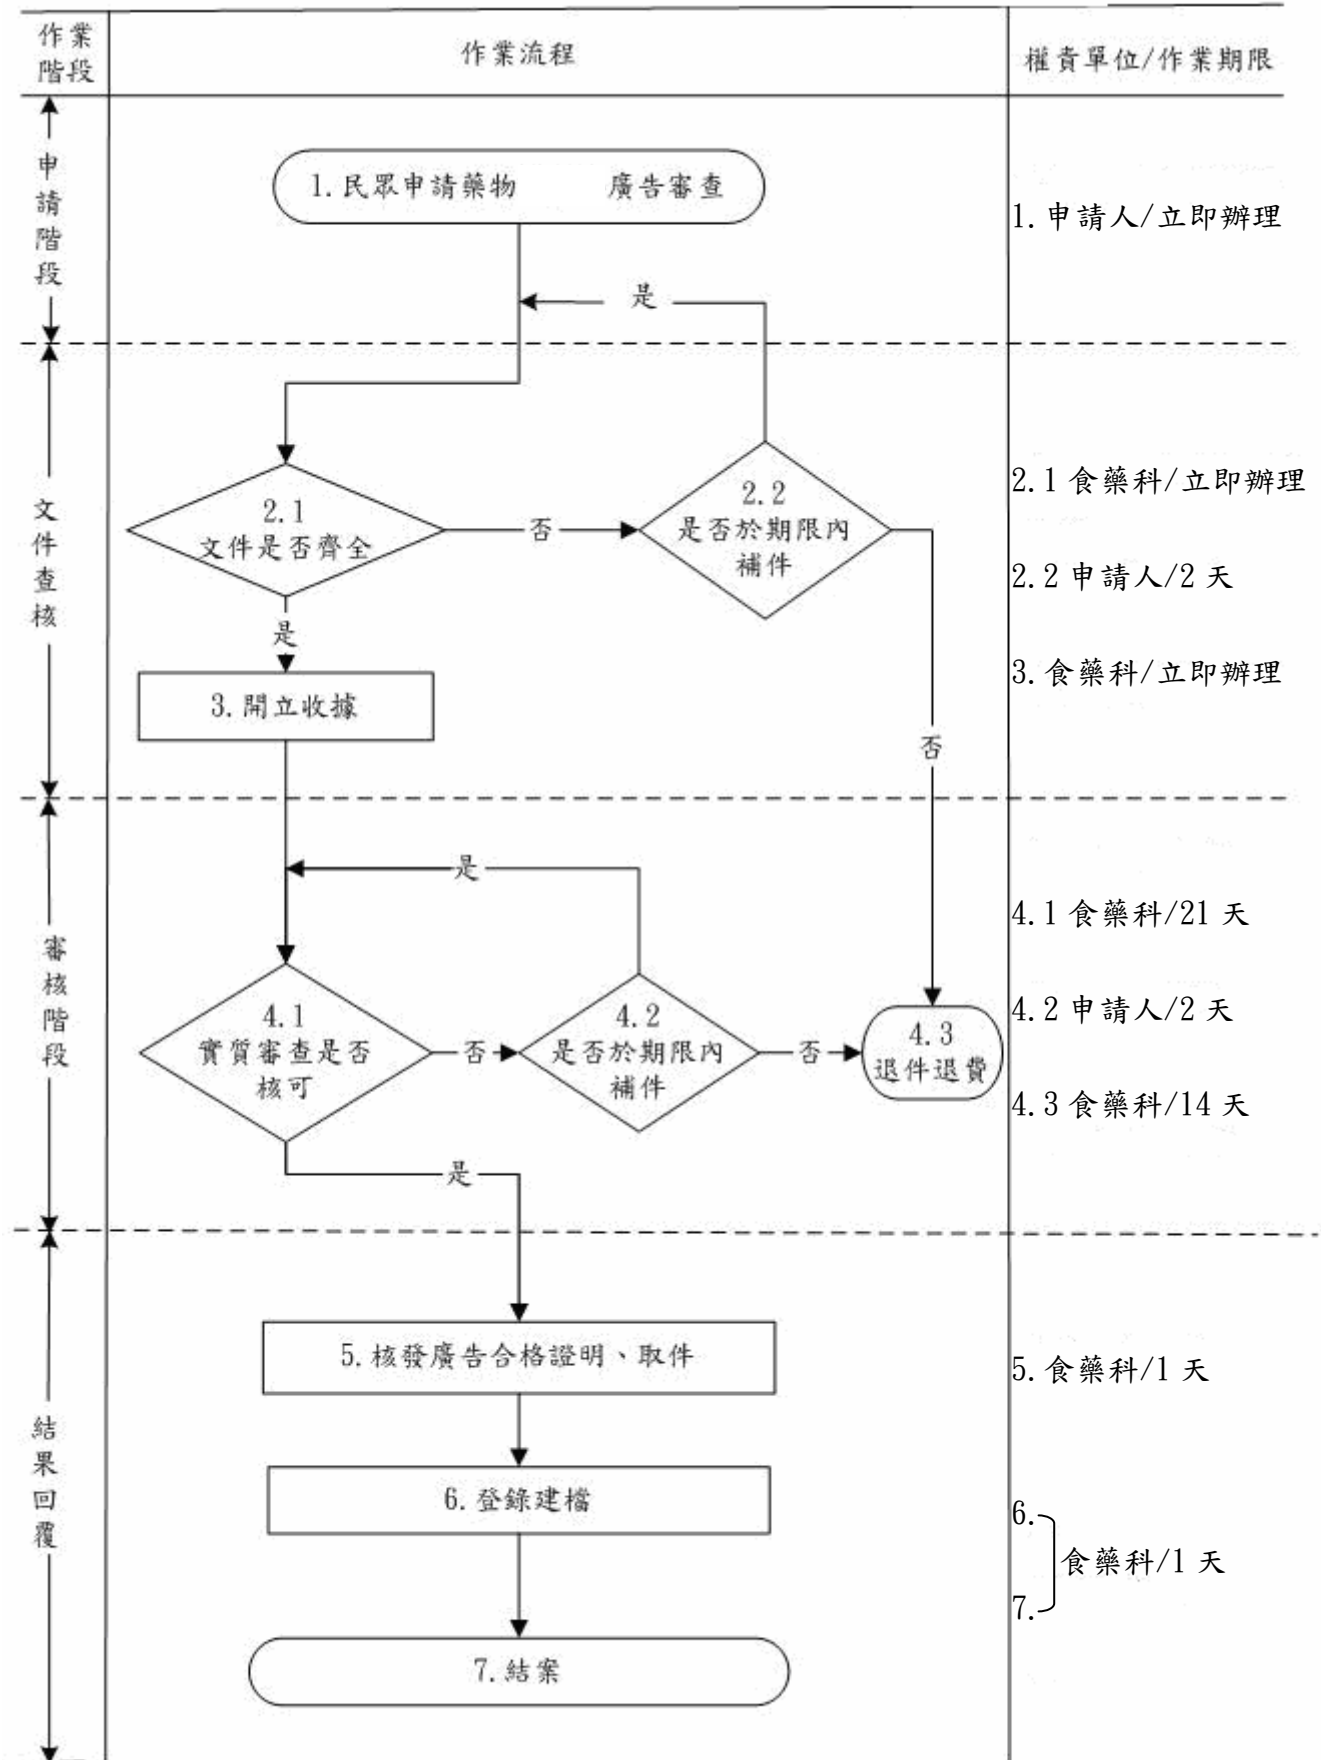 作業
階段
作業流程
權責單位/作業期限
申
請
階
段
1.民眾申請藥物 廣告審查
1.申請人/立即辦理
是
文
件
查
核
2.1
文件是否齊全
否
2.2
是否於期限內
補件
是
3.開立收據
否
2.1 食藥科/立即辦理
2.2 申請人/2 天
3.食藥科/立即辦理
審
核
階
段
是
4.1
實質審查是否
核可
否
4.2
是否於期限內
補件
否
4.3
退件退費
是
4.1 食藥科/21 天
4.2 申請人/2 天
4.3 食藥科/14 天
結
果
回
覆
5.核發廣告合格證明、取件
6.登錄建檔
7.結案
5.食藥科/1 天
6.
食藥科/1 天
7.